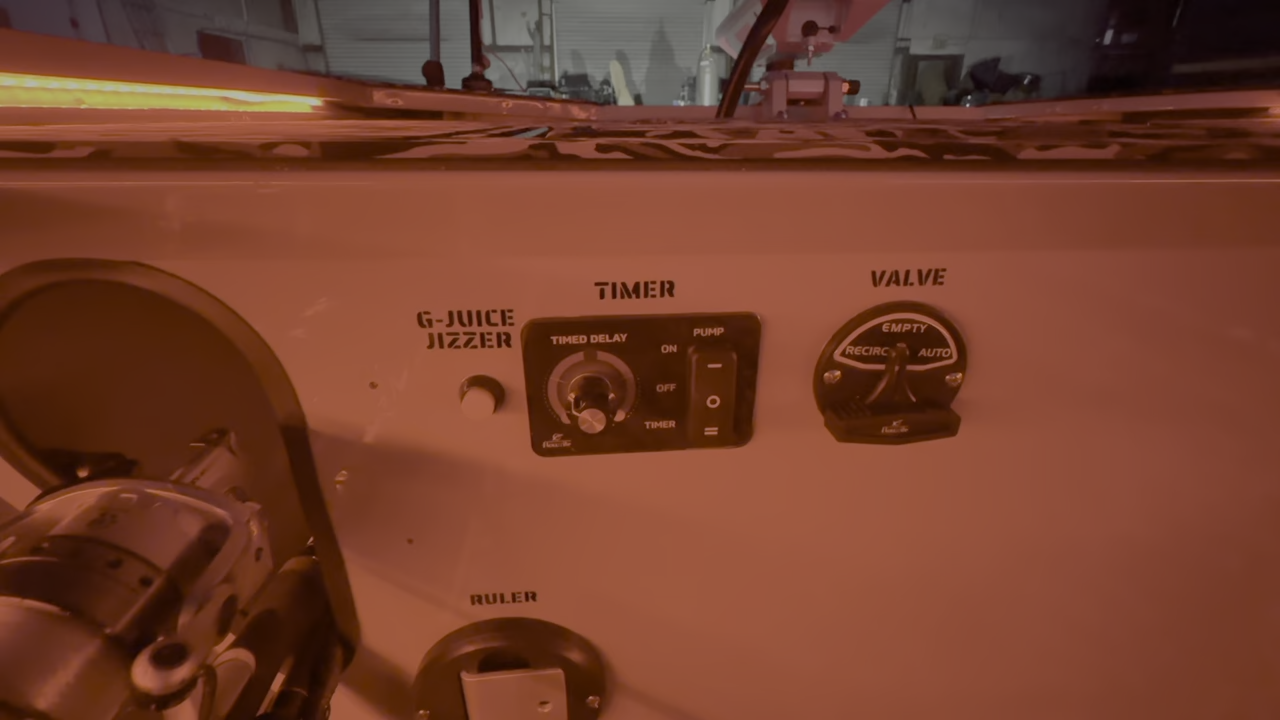 TIMER
VALVE
G-JUICE
JIZZER
TIMED DELAY
PUMP
ON
OFF
TIMER
EMPTY
RECIRC
AUTO
RULER